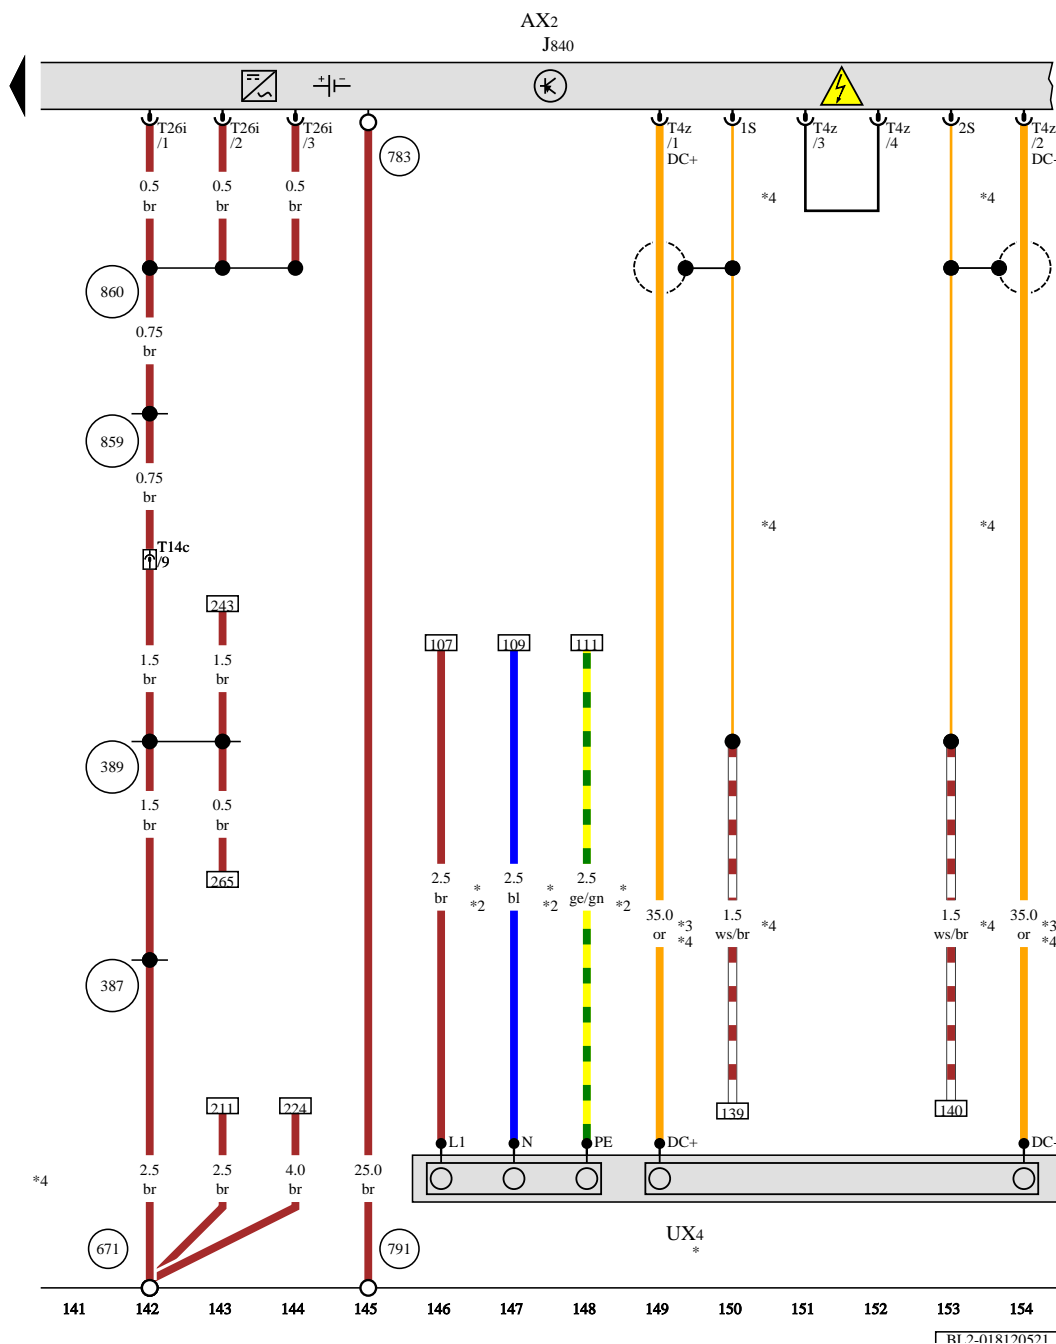 AX2
J840
+ −
T26i T26i T26i T4z 1S T4z T4z 2S T4z
/1 /2 /3 /1 /3 /4 /2
783 DC+ DC-
0.5 0.5 0.5 *4 *4
br br br
860
0.75
br
859
0.75 *4 *4
br
T14c
/9
243
107 109 111
1.5 1.5
br br
389
1.5 0.5
br br
265
2.5 * 2.5 * 2.5 *
br *2 bl *2 ge/gn *2
35.0 *3 1.5 *4 1.5 *4 35.0 *3
or *4 ws/br ws/br or *4
387
211 224 139 140
L1 N PE DC+ DC-
2.5 2.5 4.0 25.0
*4 br br br br
UX4
*
671 791
141 142 143 144 145 146 147 148 149 150 151 152 153 154
BL2-018120521